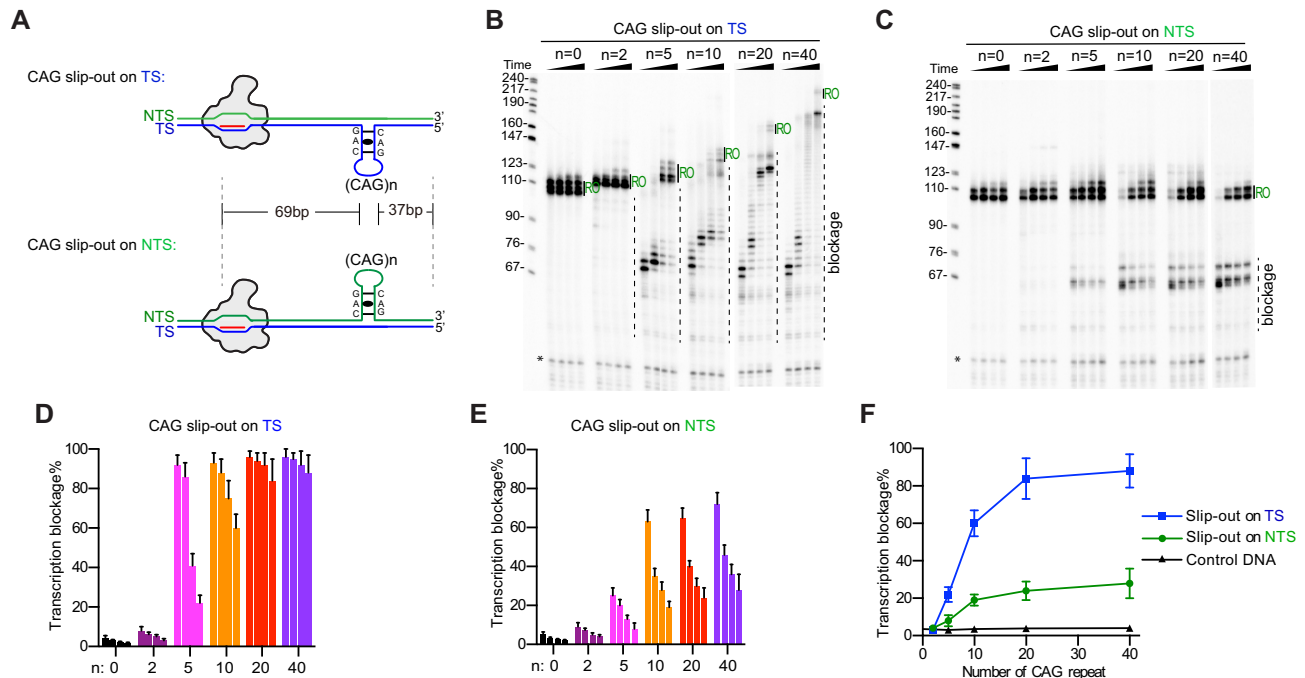 A
CAG slip-out on TS:
NTS
TS
3'
5'
G C
A A
C G
(CAG)n
69bp
37bp
CAG slip-out on NTS:
(CAG)n
G C
A A
C G
NTS
TS
3'
5'
B
CAG slip-out on TS
n=0 n=2 n=5 n=10 n=20 n=40
Time
240-
217-
190-
160-
147-
123-
110-
90-
76-
67-
*
RO
RO
RO
RO
RO
RO
blockage
C
CAG slip-out on NTS
n=0 n=2 n=5 n=10 n=20 n=40
Time
240-
217-
190-
160-
147-
123-
110-
90-
76-
67-
*
RO
blockage
D
CAG slip-out on TS
Transcription blockage%
100
80
60
40
20
0
n: 0 2 5 10 20 40
E
CAG slip-out on NTS
Transcription blockage%
100
80
60
40
20
0
n: 0 2 5 10 20 40
F
Transcription blockage%
100
80
60
40
20
0
0 10 20 30 40
Number of CAG repeat
Slip-out on TS
Slip-out on NTS
Control DNA